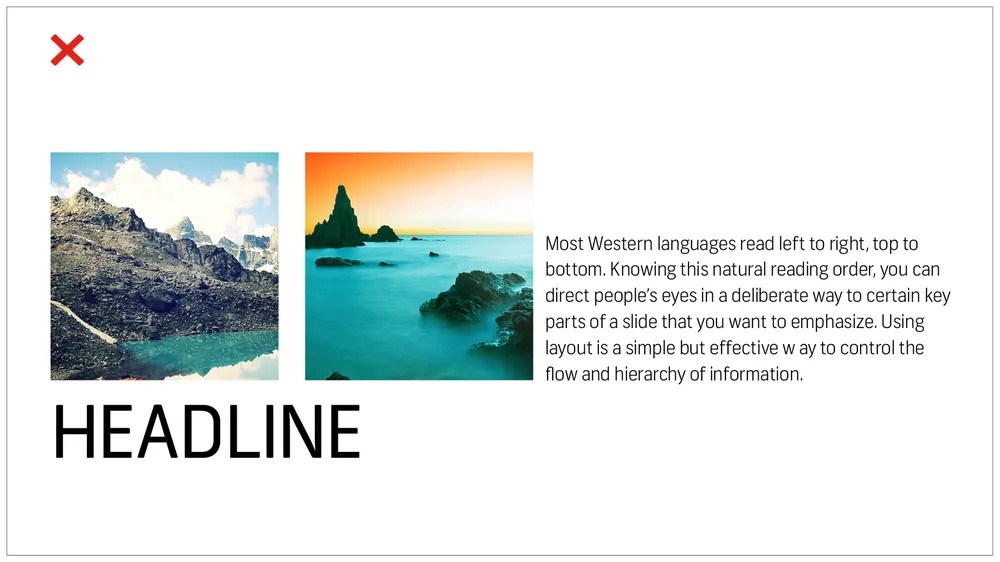 Most Western languages read left to right, top to
bottom. Knowing this natural reading order, you can
direct people’s eyes in a deliberate way to certain key
parts of a slide that you want to emphasize. Using
layout is a simple but effective w ay to control the
flow and hierarchy of information.
HEADLINE